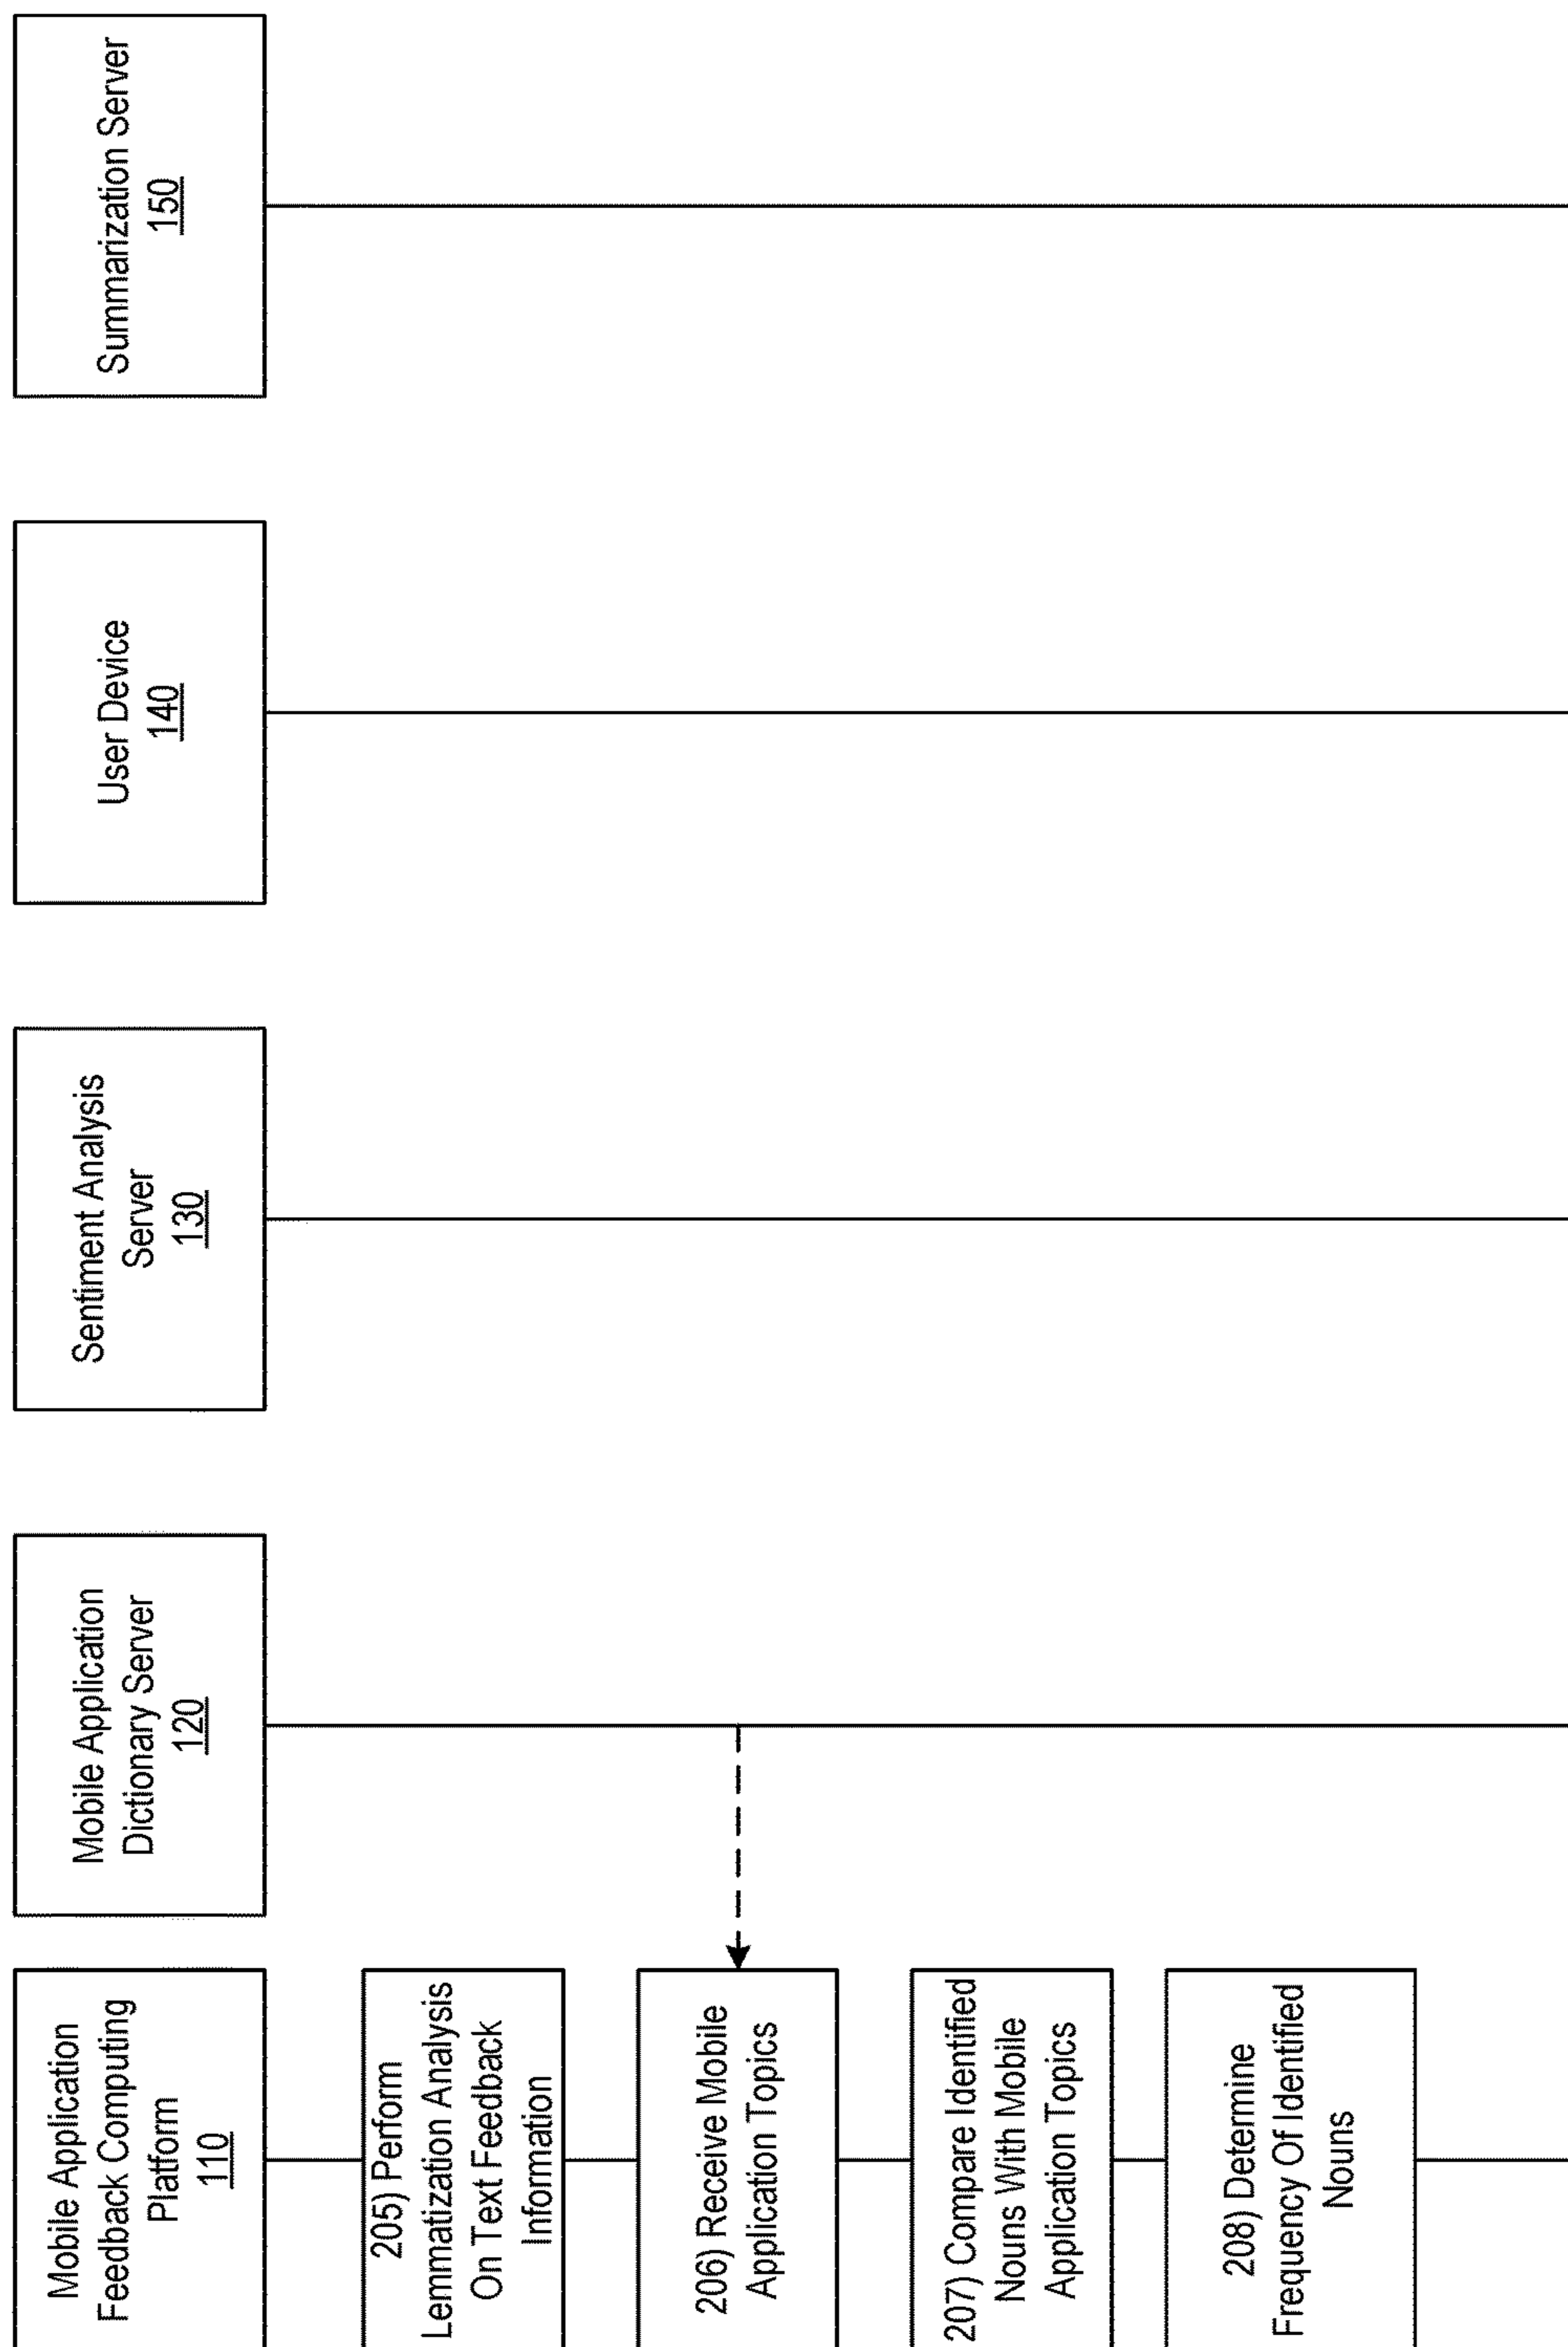 Mobile Application
Feedback Computing
Platform
110
Mobile Application
Dictionary Server
120
Sentiment Analysis
Server
130
User Device
140
Summarization Server
150
205) Perform
Lemmatization Analysis
On Text Feedback
Information
206) Receive Mobile
Application Topics
207) Compare Identified
Nouns With Mobile
Application Topics
208) Determine
Frequency Of Identified
Nouns